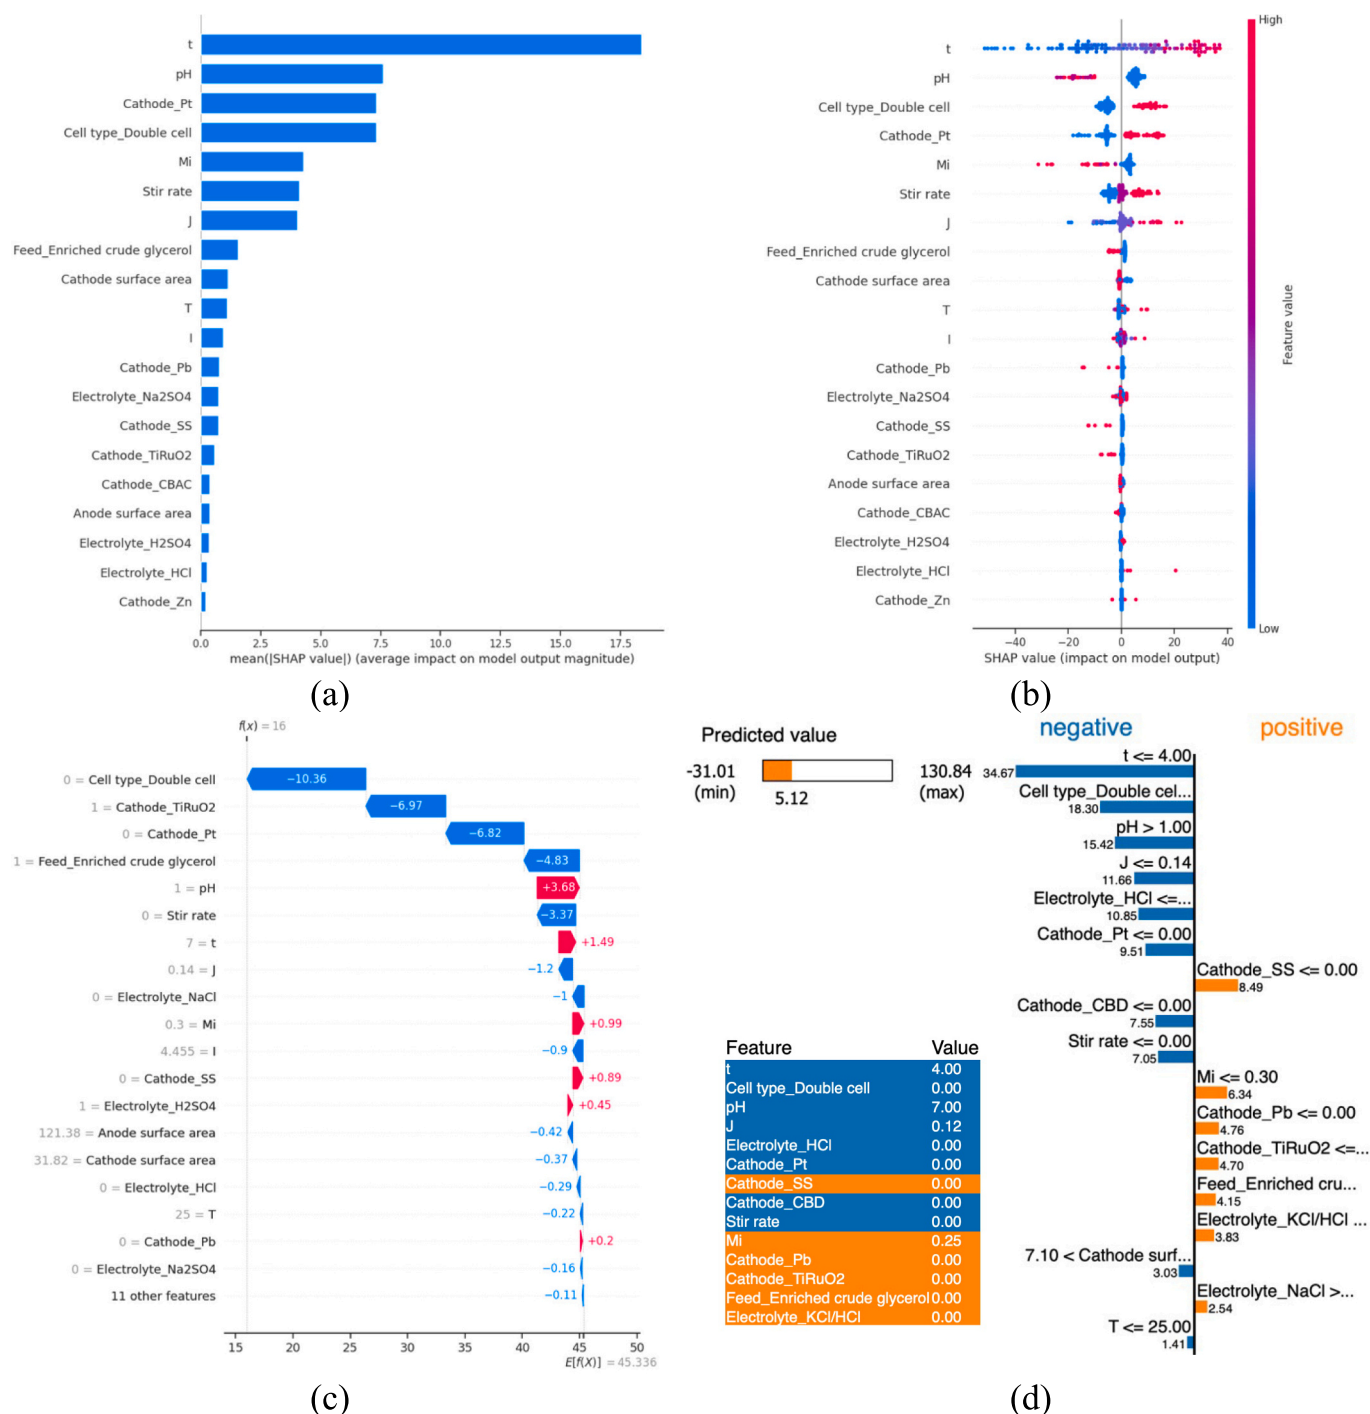 t
pH
Cathode_Pt
Cell type_Double cell
Mi
Stir rate
J
Feed_Enriched crude glycerol
Cathode surface area
T
I
Cathode_Pb
Electrolyte_Na2SO4
Cathode_SS
Cathode_TiRuO2
Cathode_CBAC
Anode surface area
Electrolyte_H2SO4
Electrolyte_HCl
Cathode_Zn
0.0 2.5 5.0 7.5 10.0 12.5 15.0 17.5
mean(|SHAP value|) (average impact on model output magnitude)
(a)
High
t
pH
Cell type_Double cell
Cathode_Pt
Mi
Stir rate
J
Feed_Enriched crude glycerol
Cathode surface area
T
I
Cathode_Pb
Electrolyte_Na2SO4
Cathode_SS
Cathode_TiRuO2
Anode surface area
Cathode_CBAC
Electrolyte_H2SO4
Electrolyte_HCl
Cathode_Zn
Low
Feature value
−40 −20 0 20 40
SHAP value (impact on model output)
(b)
f(x) = 16
0 = Cell type_Double cell −10.36
1 = Cathode_TiRuO2 −6.97
0 = Cathode_Pt −6.82
1 = Feed_Enriched crude glycerol −4.83
1 = pH +3.68
0 = Stir rate −3.37
7 = t +1.49
0.14 = J −1.2
0 = Electrolyte_NaCl −1
0.3 = Mi +0.99
4.455 = I −0.9
0 = Cathode_SS +0.89
1 = Electrolyte_H2SO4 +0.45
121.38 = Anode surface area −0.42
31.82 = Cathode surface area −0.37
0 = Electrolyte_HCl −0.29
25 = T −0.22
0 = Cathode_Pb +0.2
0 = Electrolyte_Na2SO4 −0.16
11 other features −0.11
15 20 25 30 35 40 45 50
E[f(X)] = 45.336
(c)
Predicted value
-31.01 130.84
(min) (max)
5.12
negative positive
t <= 4.00
34.67
Cell type_Double cel...
18.30
pH > 1.00
15.42
J <= 0.14
11.66
Electrolyte_HCl <=...
10.85
Cathode_Pt <= 0.00
9.51
Cathode_SS <= 0.00
8.49
Cathode_CBD <= 0.00
7.55
Stir rate <= 0.00
7.05
Mi <= 0.30
6.34
Cathode_Pb <= 0.00
4.76
Cathode_TiRuO2 <=...
4.70
Feed_Enriched cru...
4.15
Electrolyte_KCl/HCl ...
3.83
7.10 < Cathode surf...
3.03
Electrolyte_NaCl >...
2.54
T <= 25.00
1.41
Feature Value
t 4.00
Cell type_Double cell 0.00
pH 7.00
J 0.12
Electrolyte_HCl 0.00
Cathode_Pt 0.00
Cathode_SS 0.00
Cathode_CBD 0.00
Stir rate 0.00
Mi 0.25
Cathode_Pb 0.00
Cathode_TiRuO2 0.00
Feed_Enriched crude glycerol 0.00
Electrolyte_KCl/HCl 0.00
(d)